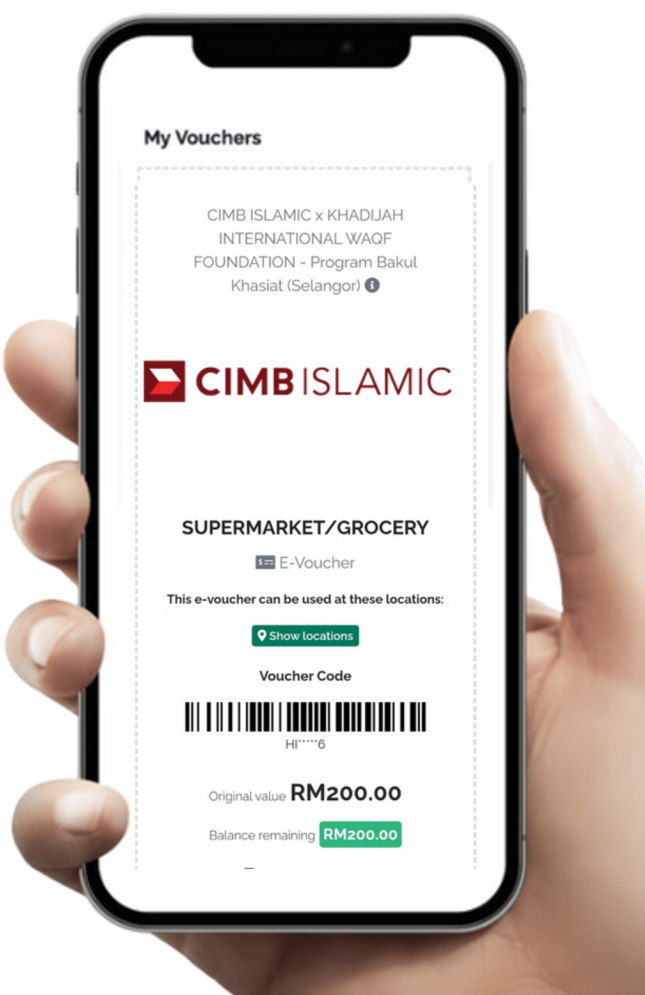 My Vouchers
CIMB ISLAMIC x KHADIJAH
INTERNATIONAL WAQF
FOUNDATION - Program Bakul
Khasiat (Selangor)
CIMB ISLAMIC
SUPERMARKET/GROCERY
E-Voucher
This e-voucher can be used at these locations:
Show locations
Voucher Code
HI*****6
Original value RM200.00
Balance remaining RM200.00